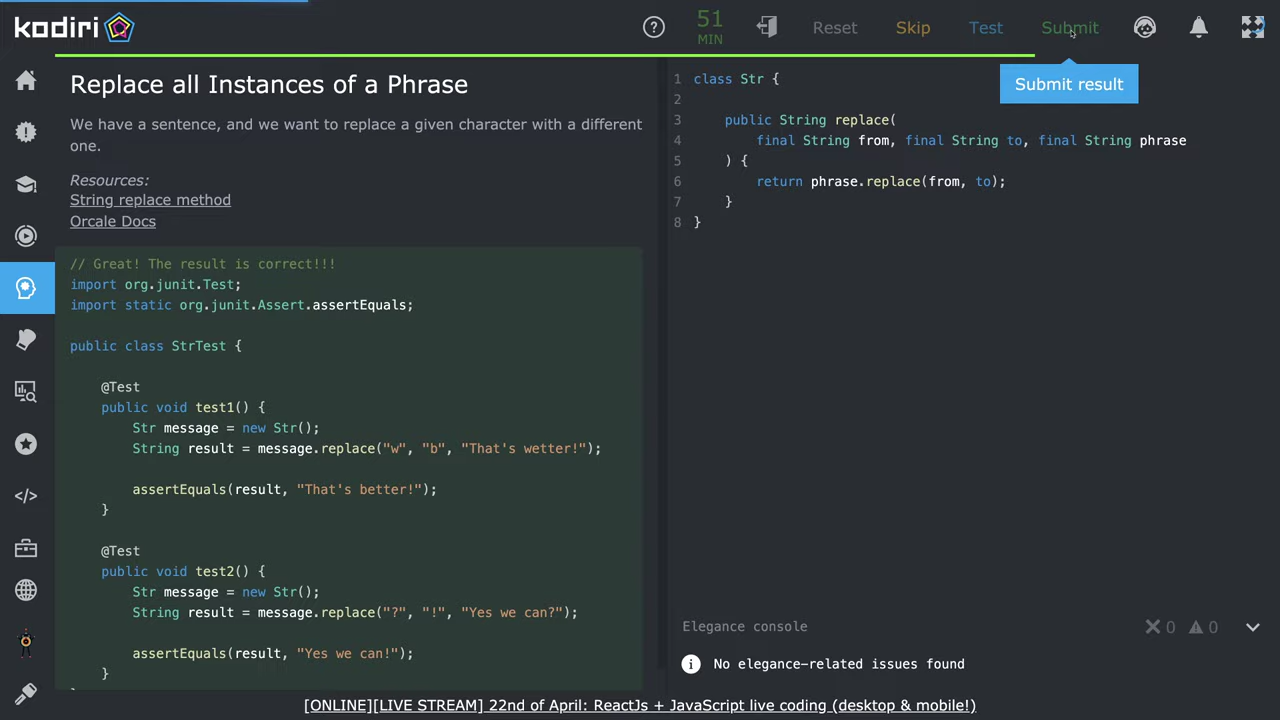 kodiri
?
51
MIN
Reset
Skip
Test
Submit
Submit result
Replace all Instances of a Phrase
We have a sentence, and we want to replace a given character with a different
one.
Resources:
String replace method
Orcale Docs
// Great! The result is correct!!!
import org.junit.Test;
import static org.junit.Assert.assertEquals;
public class StrTest {
@Test
public void test1() {
Str message = new Str();
String result = message.replace("w", "b", "That's wetter!");
assertEquals(result, "That's better!");
}
@Test
public void test2() {
Str message = new Str();
String result = message.replace("?", "!", "Yes we can?");
assertEquals(result, "Yes we can!");
}
1 class Str {
2
3 public String replace(
4 final String from, final String to, final String phrase
5 ) {
6 return phrase.replace(from, to);
7 }
8 }
Elegance console
0
0
No elegance-related issues found
[ONLINE][LIVE STREAM] 22nd of April: ReactJs + JavaScript live coding (desktop & mobile!)